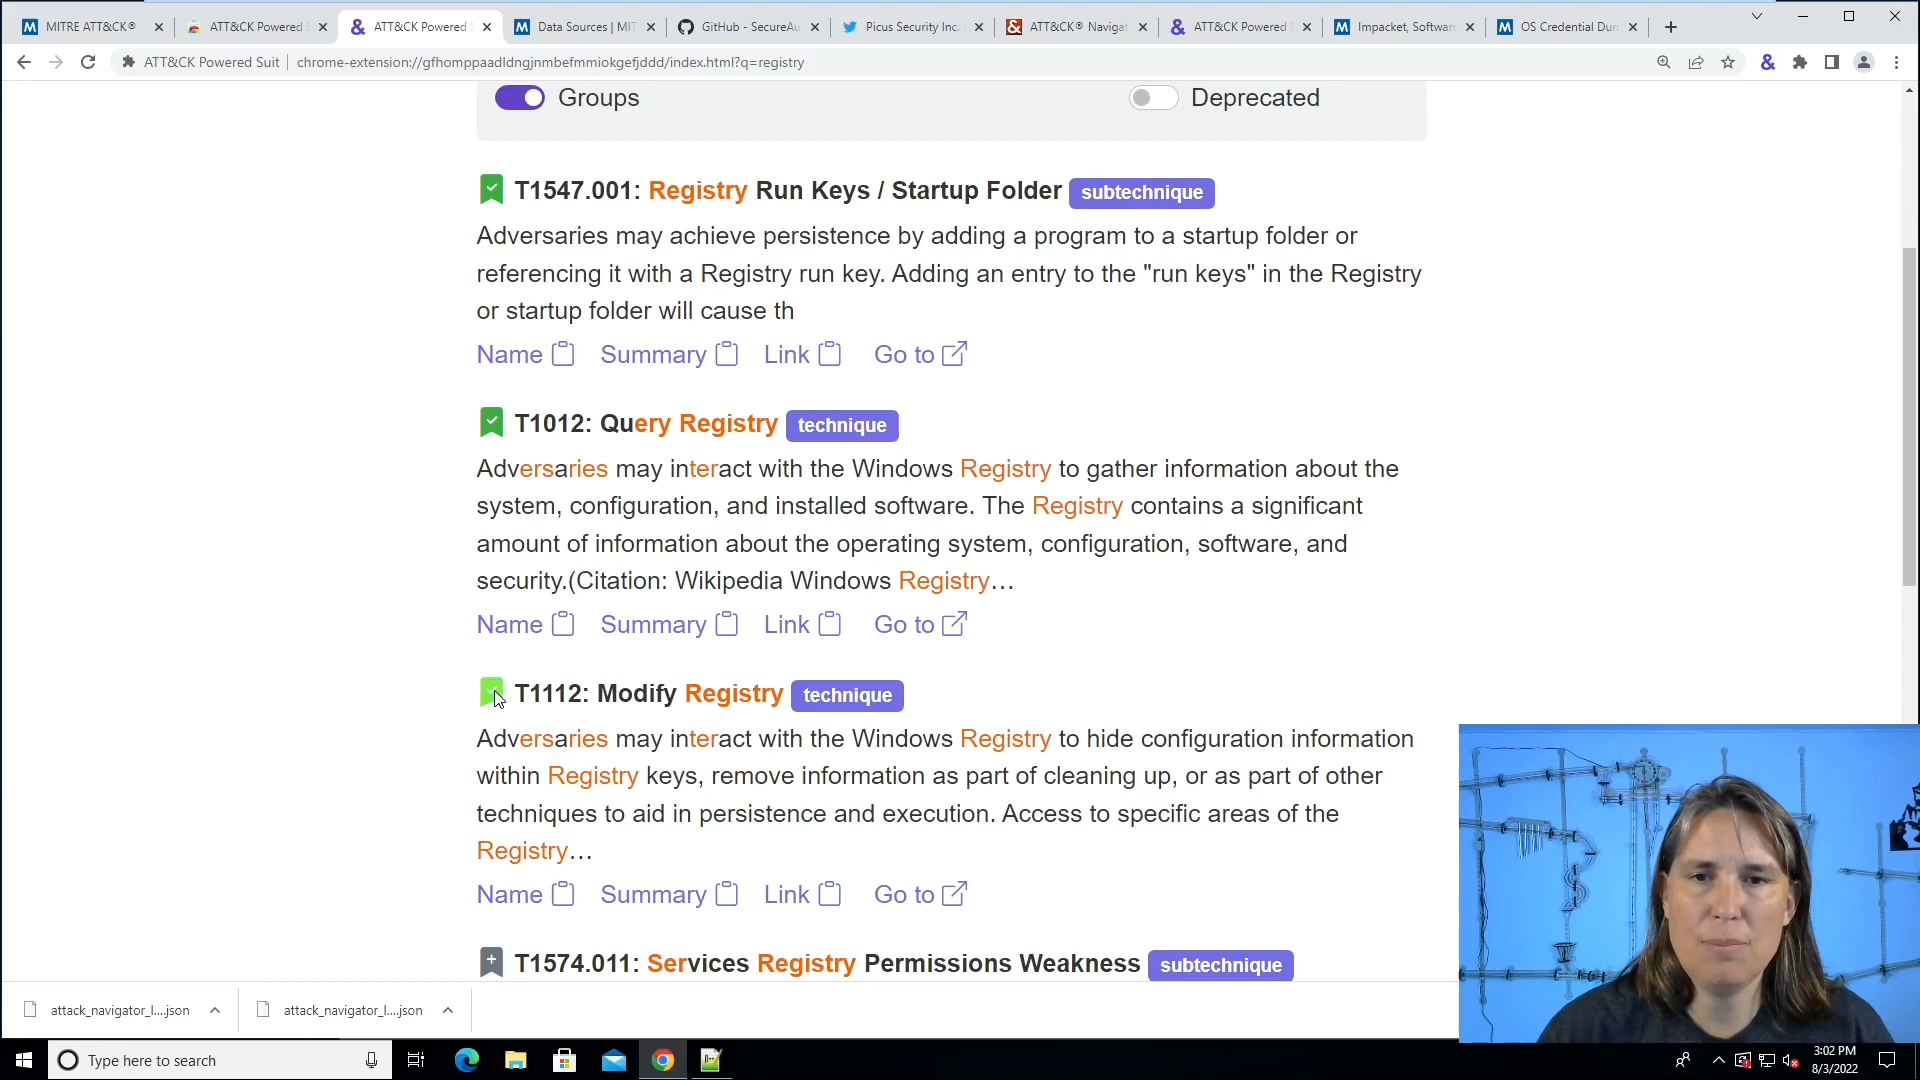 MITRE ATT&CK®
ATT&CK Powered S
ATT&CK Powered S
Data Sources | MIT
GitHub - SecureAu
Picus Security Inc.
ATT&CK® Navigat
ATT&CK Powered S
Impacket, Software
OS Credential Dum
ATT&CK Powered Suit
chrome-extension://gfhomppaadldngjnmbefmmiokgefjddd/index.html?q=registry
Groups
Deprecated
T1547.001: Registry Run Keys / Startup Folder subtechnique
Adversaries may achieve persistence by adding a program to a startup folder or
referencing it with a Registry run key. Adding an entry to the "run keys" in the Registry
or startup folder will cause th
Name Summary Link Go to
T1012: Query Registry technique
Adversaries may interact with the Windows Registry to gather information about the
system, configuration, and installed software. The Registry contains a significant
amount of information about the operating system, configuration, software, and
security.(Citation: Wikipedia Windows Registry…
Name Summary Link Go to
T1112: Modify Registry technique
Adversaries may interact with the Windows Registry to hide configuration information
within Registry keys, remove information as part of cleaning up, or as part of other
techniques to aid in persistence and execution. Access to specific areas of the
Registry…
Name Summary Link Go to
T1574.011: Services Registry Permissions Weakness subtechnique
attack_navigator_l....json
attack_navigator_l....json
Type here to search
3:02 PM
8/3/2022